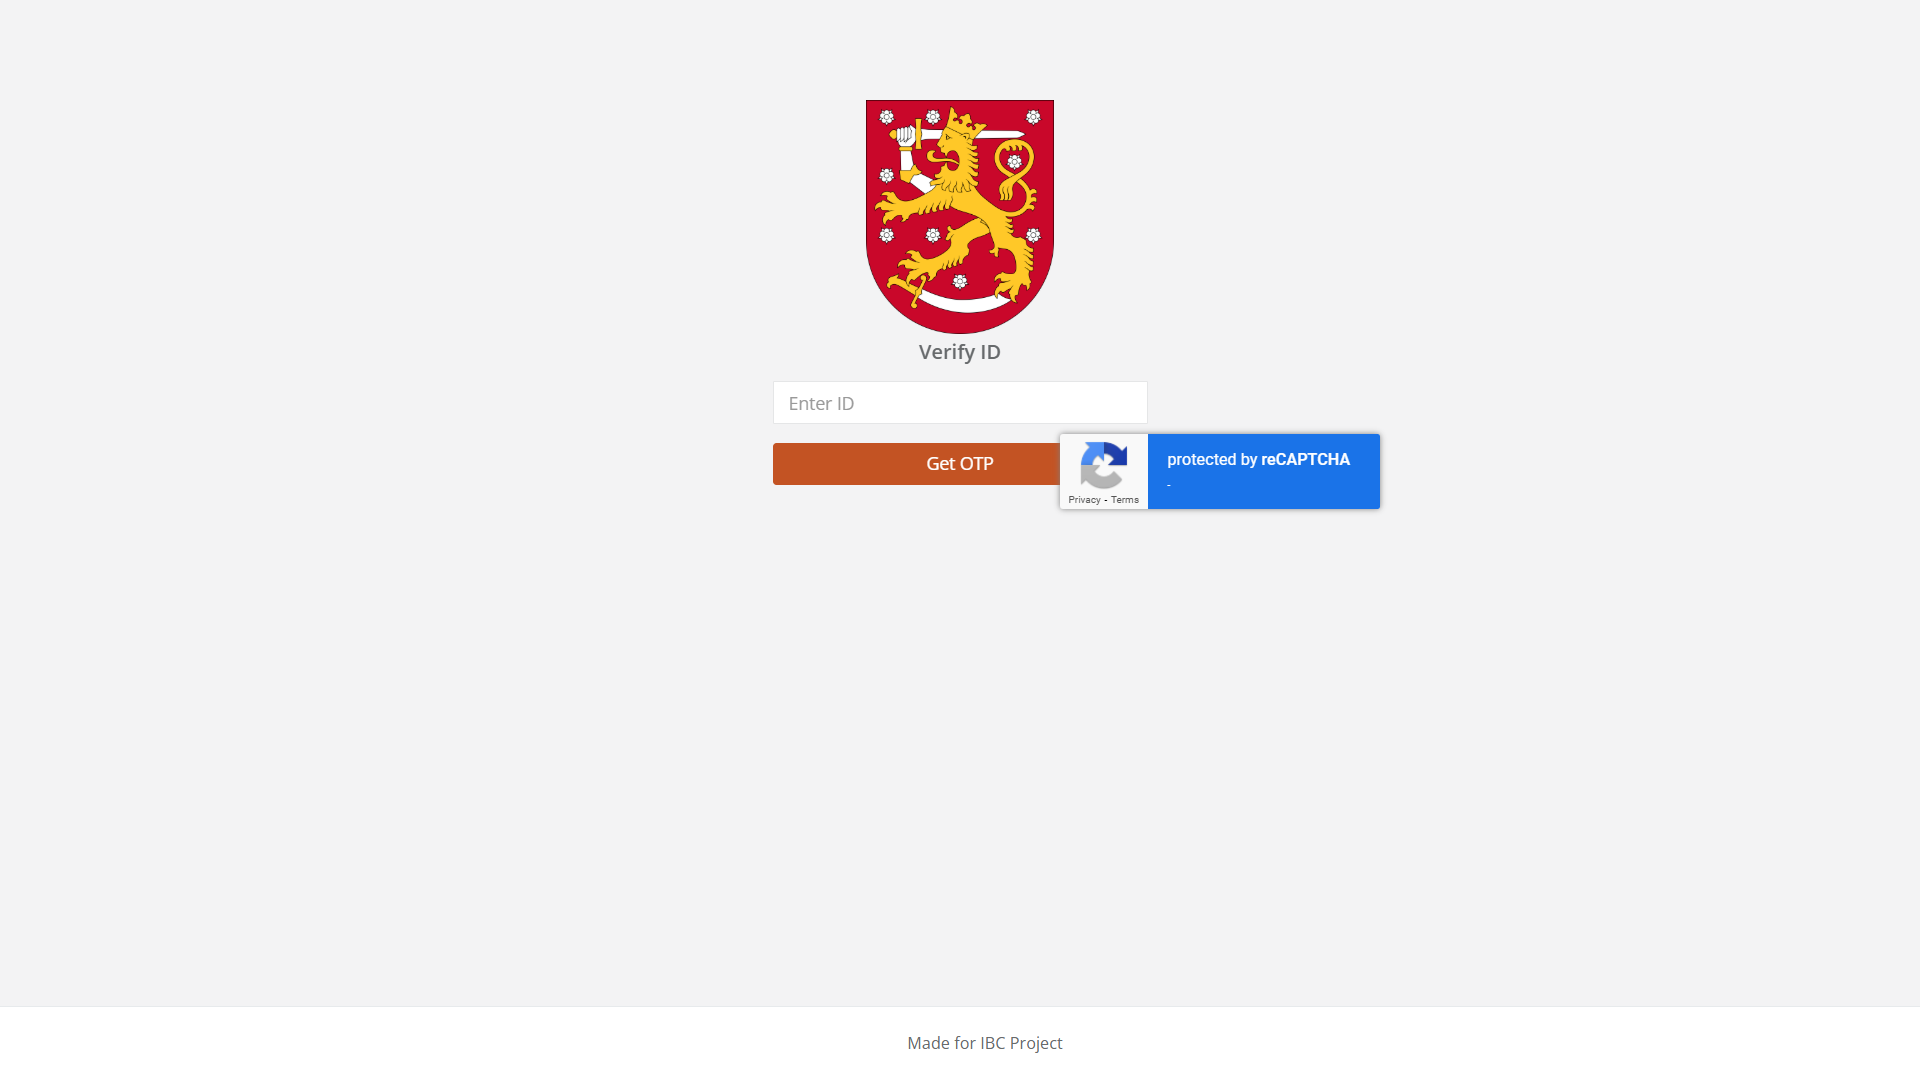 Verify ID
Enter ID
Get OTP
protected by reCAPTCHA
-
Privacy - Terms
Made for IBC Project